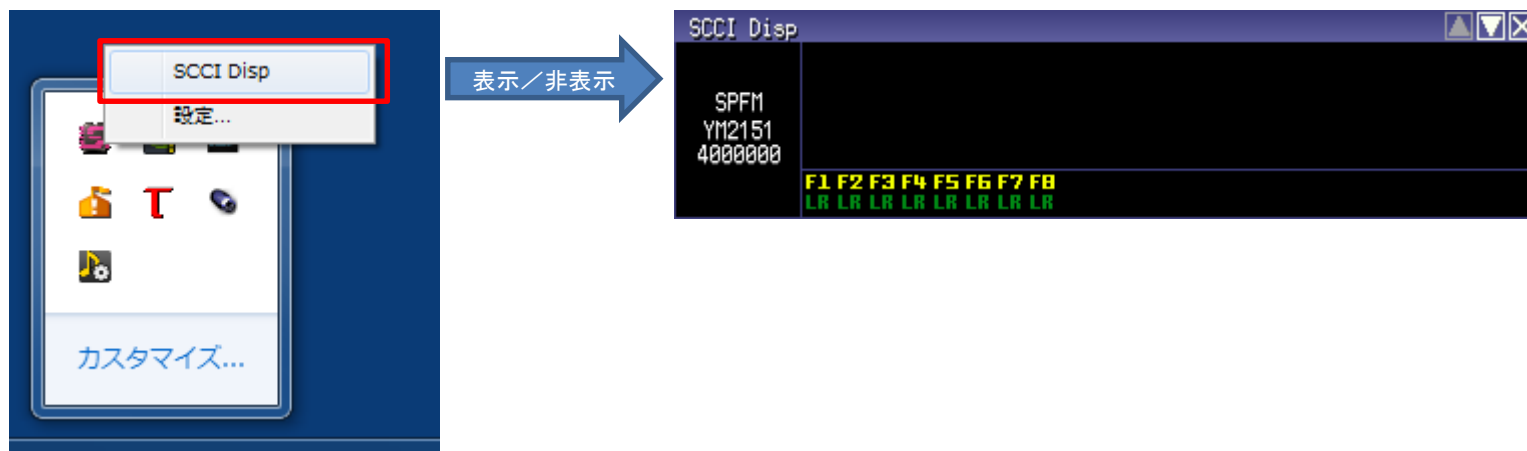 SCCI Disp
設定...
カスタマイズ...
表示／非表示
SCCI Disp
SPFM
YM2151
4000000
F1 F2 F3 F4 F5 F6 F7 F8
LR LR LR LR LR LR LR LR